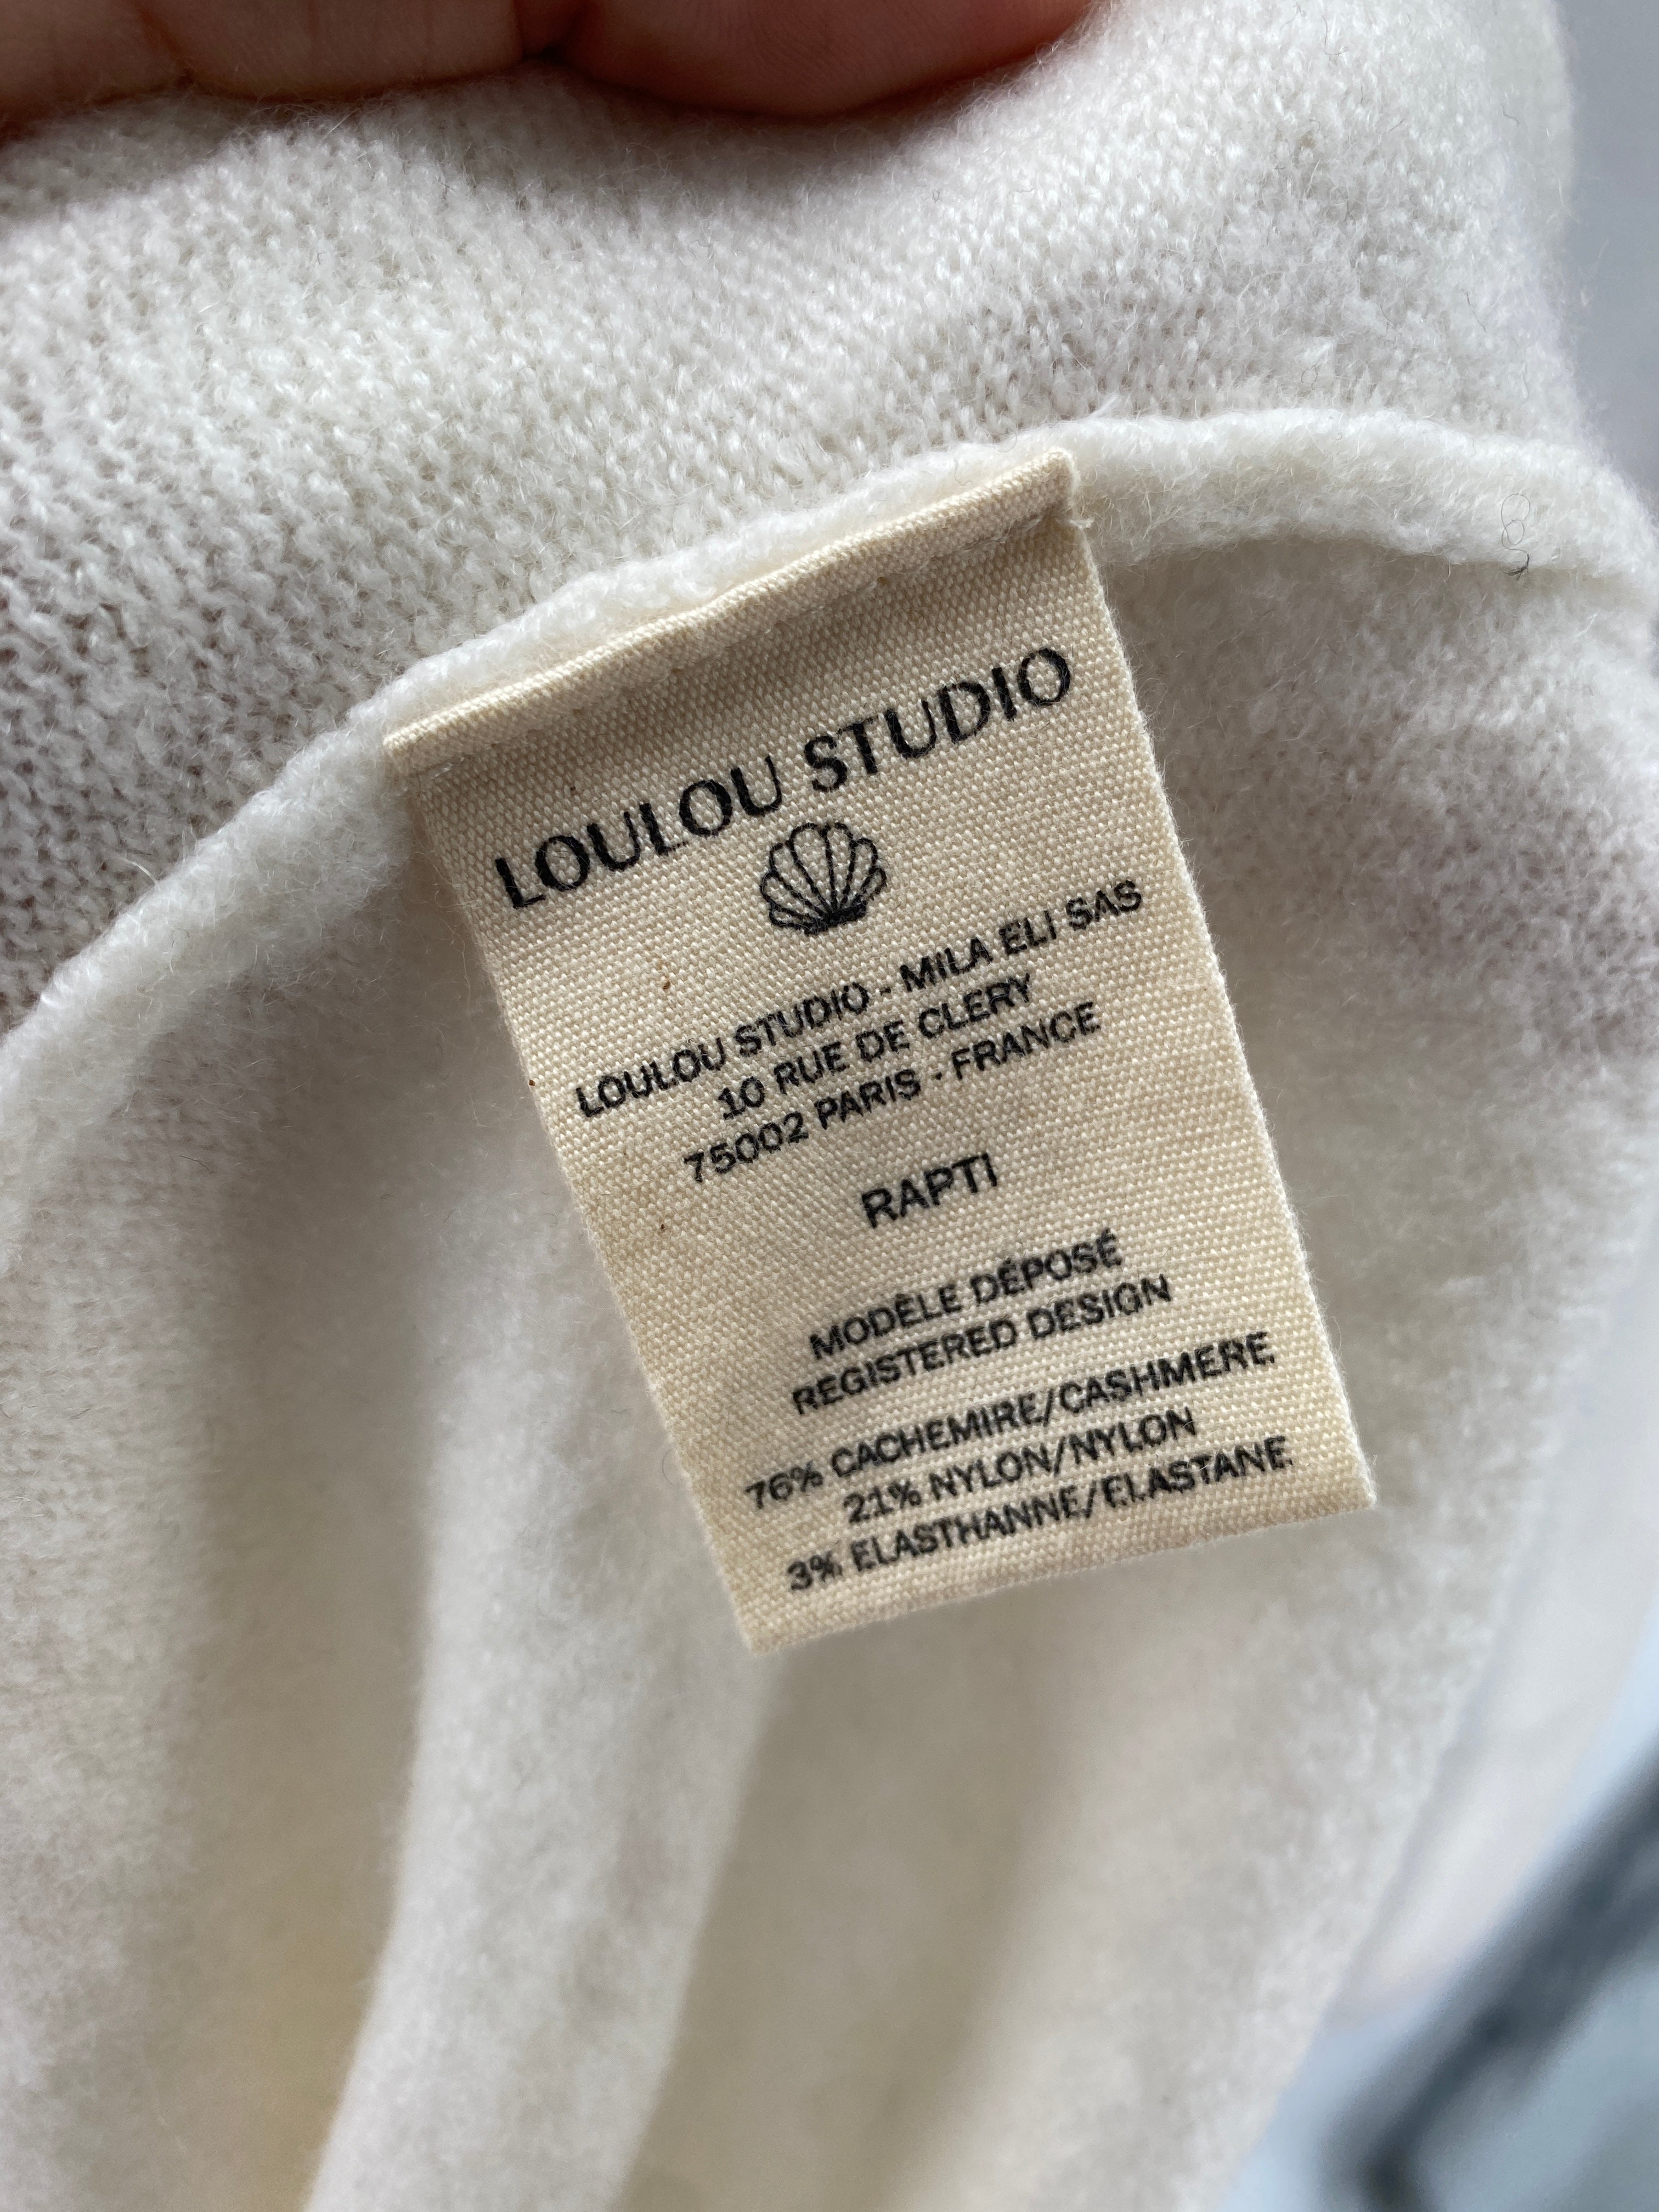 LOULOU STUDIO
LOULOU STUDIO - MILA ELI SAS
10 RUE DE CLERY
75002 PARIS - FRANCE
RAPTI
MODÈLE DÉPOSÉ
REGISTERED DESIGN
76% CACHEMIRE/CASHMERE
21% NYLON/NYLON
3% ELASTHANNE/ELASTANE